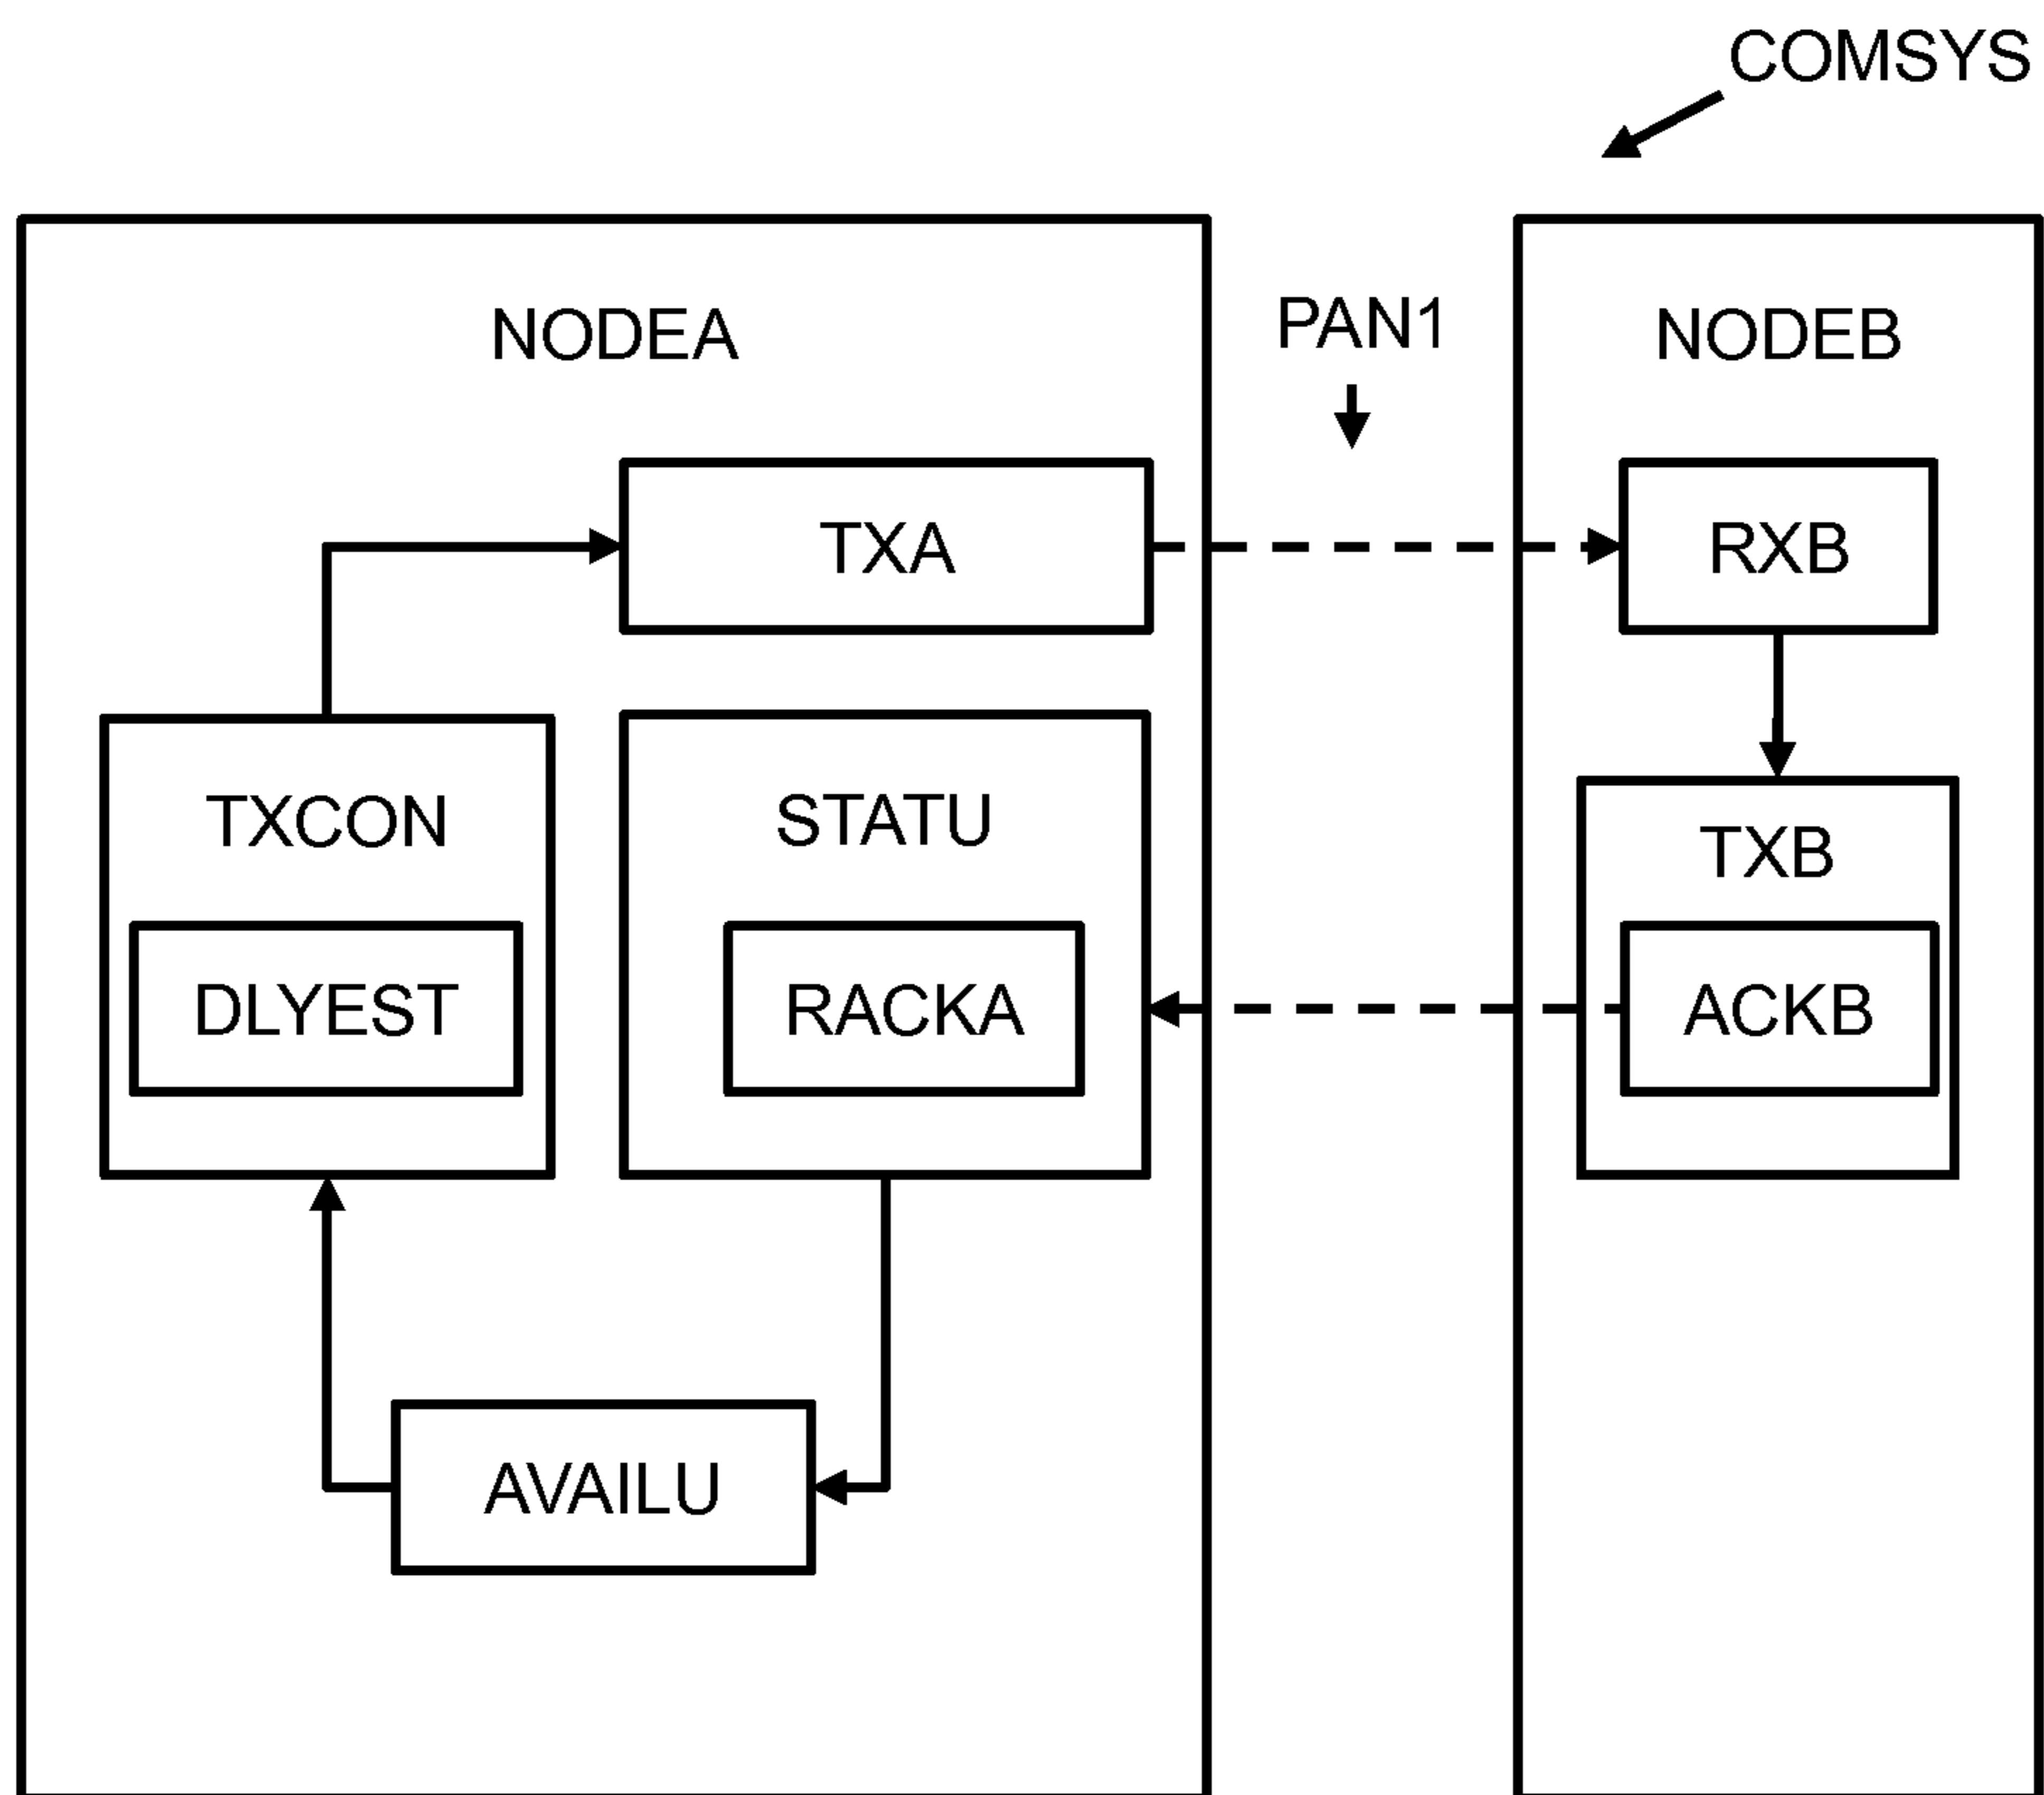 COMSYS
NODEA
PAN1
NODEB
TXA
RXB
TXCON
STATU
TXB
DLYEST
RACKA
ACKB
AVAILU